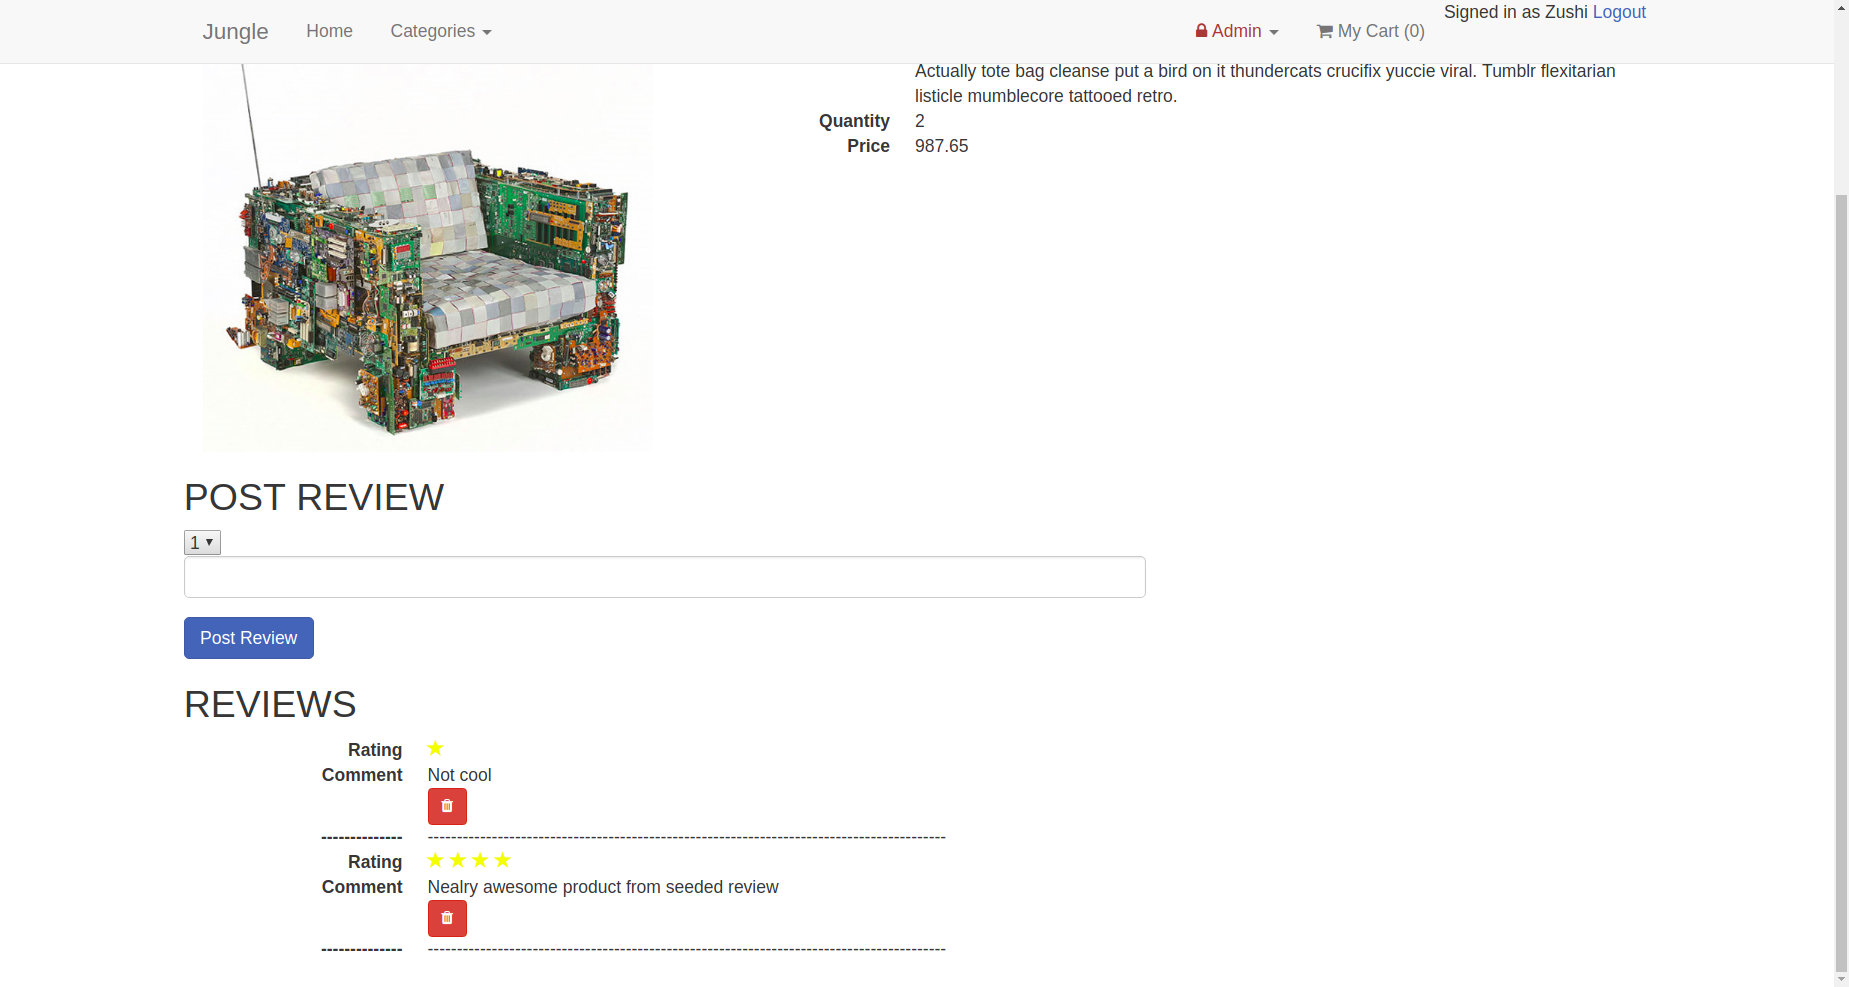 Jungle Home Categories Admin My Cart (0) Signed in as Zushi Logout
Actually tote bag cleanse put a bird on it thundercats crucifix yuccie viral. Tumblr flexitarian
listicle mumblecore tattooed retro.
Quantity 2
Price 987.65
POST REVIEW
1
Post Review
REVIEWS
Rating ★
Comment Not cool
-------------- -----------------------------------------------------------------------------------------
Rating ★ ★ ★ ★
Comment Nealry awesome product from seeded review
-------------- -----------------------------------------------------------------------------------------